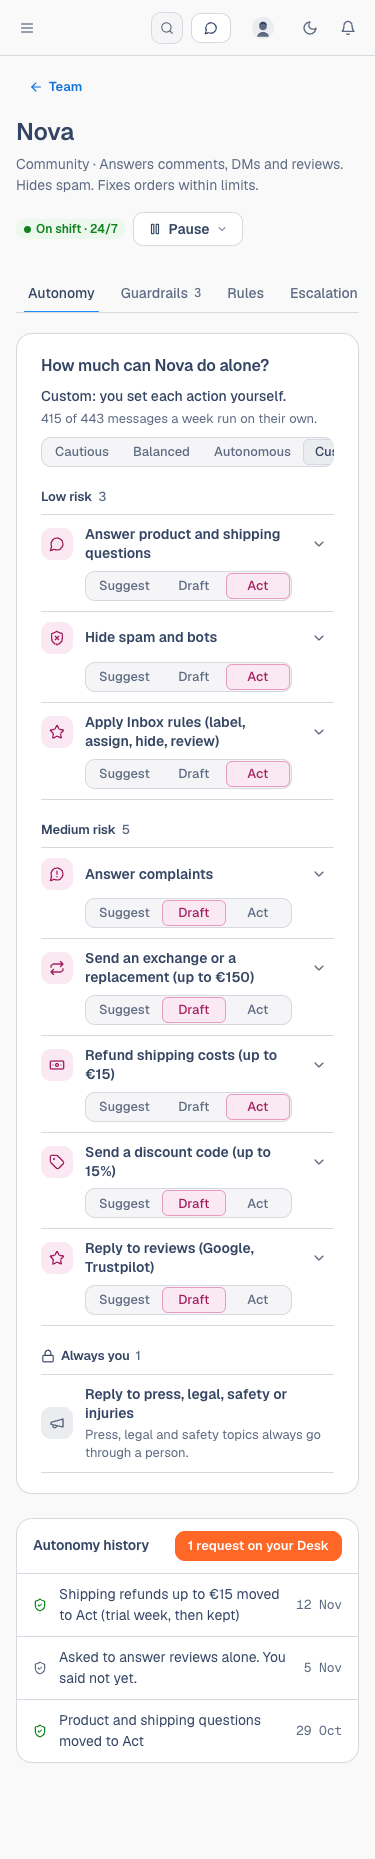 Team
Nova
Community · Answers comments, DMs and reviews.
Hides spam. Fixes orders within limits.
On shift · 24/7
Pause
Autonomy
Guardrails 3
Rules
Escalation
How much can Nova do alone?
Custom: you set each action yourself.
415 of 443 messages a week run on their own.
Cautious
Balanced
Autonomous
Cus
Low risk 3
Answer product and shipping
questions
Suggest
Draft
Act
Hide spam and bots
Suggest
Draft
Act
Apply Inbox rules (label,
assign, hide, review)
Suggest
Draft
Act
Medium risk 5
Answer complaints
Suggest
Draft
Act
Send an exchange or a
replacement (up to €150)
Suggest
Draft
Act
Refund shipping costs (up to
€15)
Suggest
Draft
Act
Send a discount code (up to
15%)
Suggest
Draft
Act
Reply to reviews (Google,
Trustpilot)
Suggest
Draft
Act
Always you 1
Reply to press, legal, safety or
injuries
Press, legal and safety topics always go
through a person.
Autonomy history
1 request on your Desk
Shipping refunds up to €15 moved
to Act (trial week, then kept)
12 Nov
Asked to answer reviews alone. You
said not yet.
5 Nov
Product and shipping questions
moved to Act
29 Oct